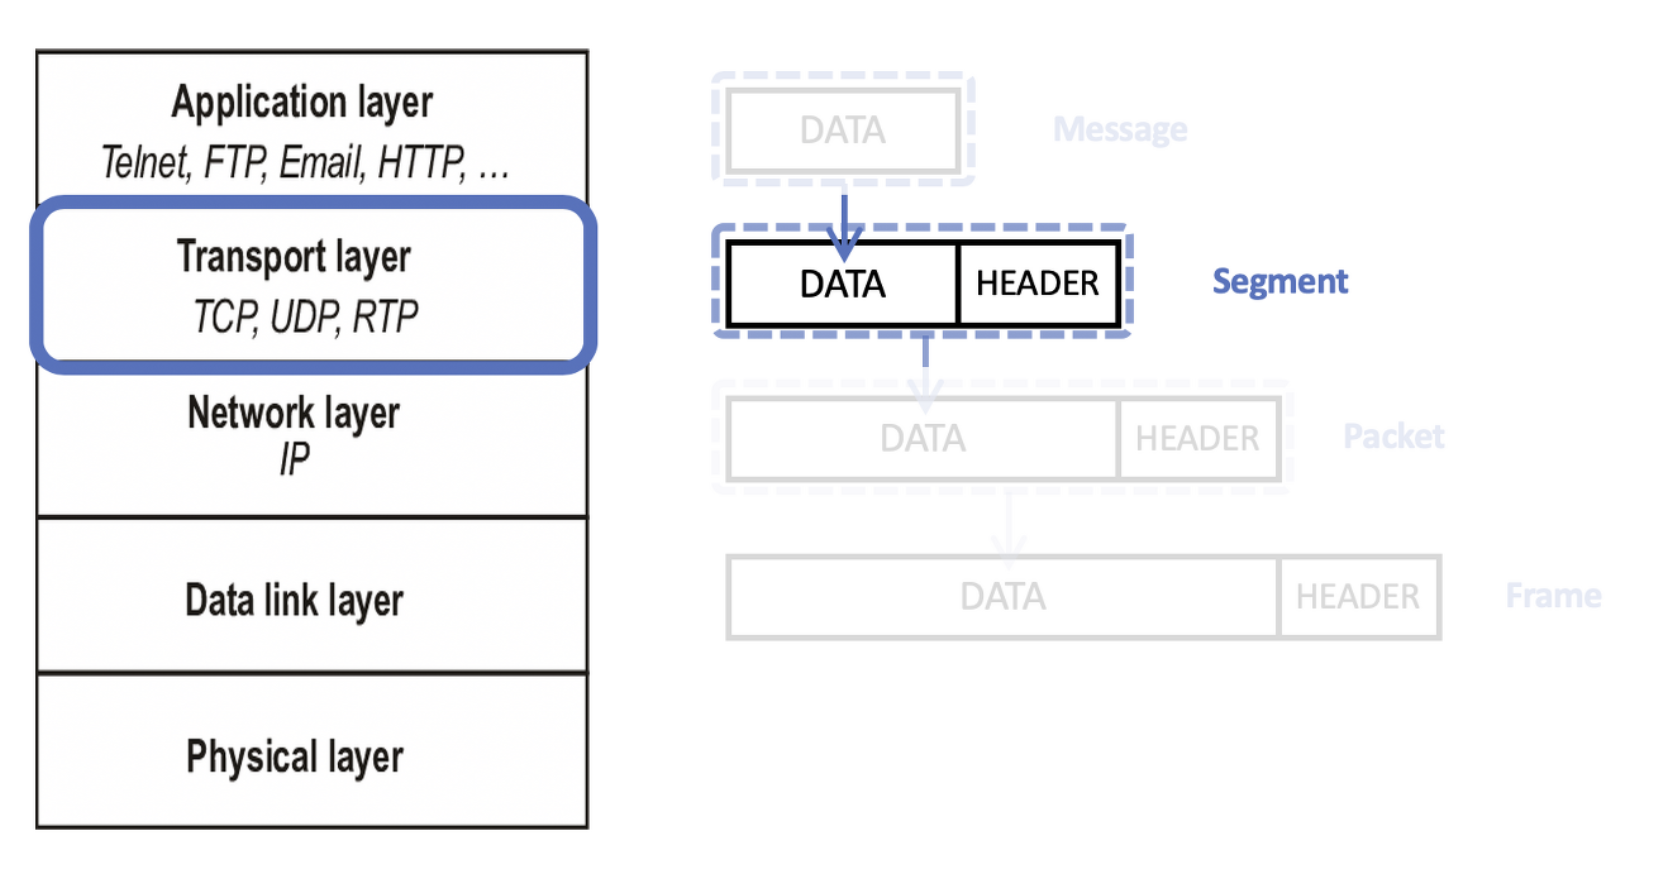 Application layer
Telnet, FTP, Email, HTTP, ...
Transport layer
TCP, UDP, RTP
Network layer
IP
Data link layer
Physical layer
DATA
Message
DATA HEADER
Segment
DATA HEADER
Packet
DATA HEADER
Frame